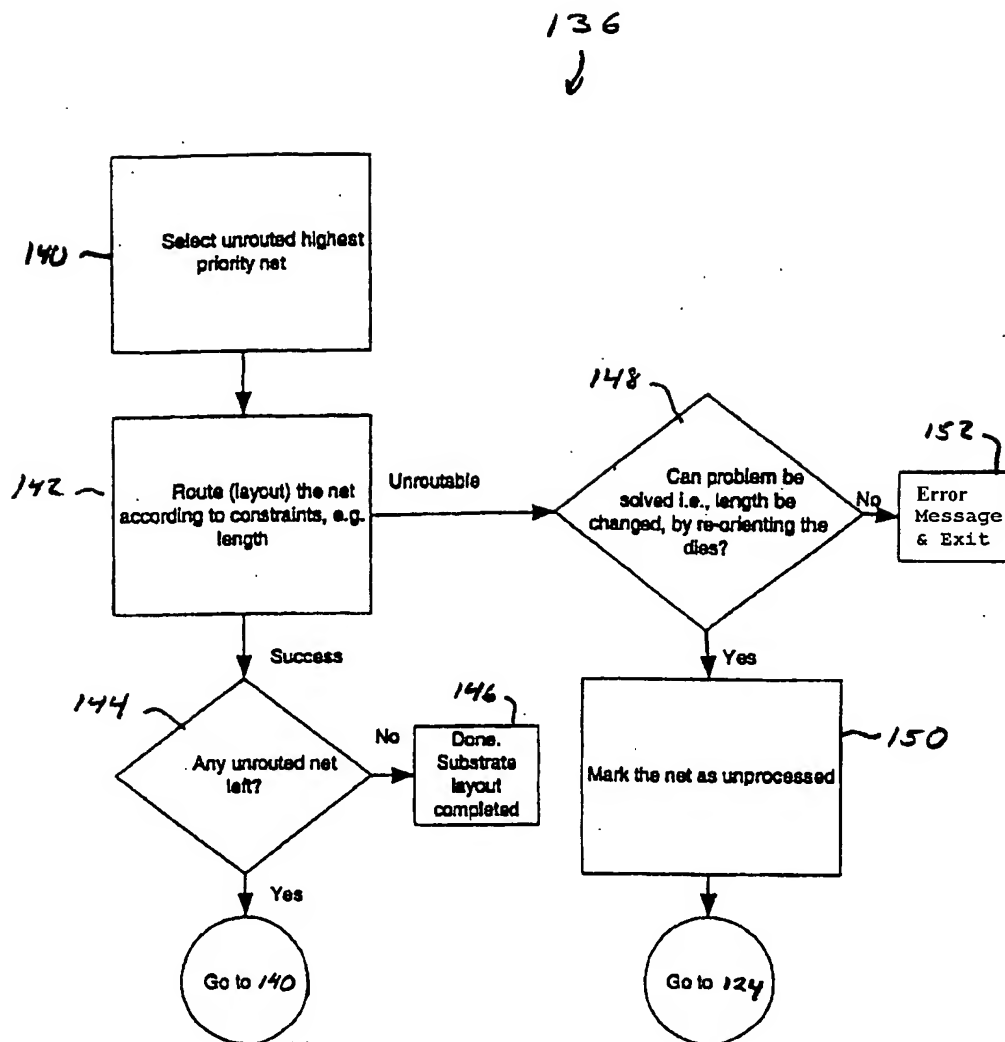 136
140
Select unrouted highest
priority net
142
Route (layout) the net
according to constraints, e.g.
length
Unroutable
148
Can problem be
solved i.e., length be
changed, by re-orienting the
dies?
No
152
Error
Message
& Exit
Success
Yes
144
Any unrouted net
left?
No
146
Done.
Substrate
layout
completed
Mark the net as unprocessed
150
Yes
Go to 140
Go to 124